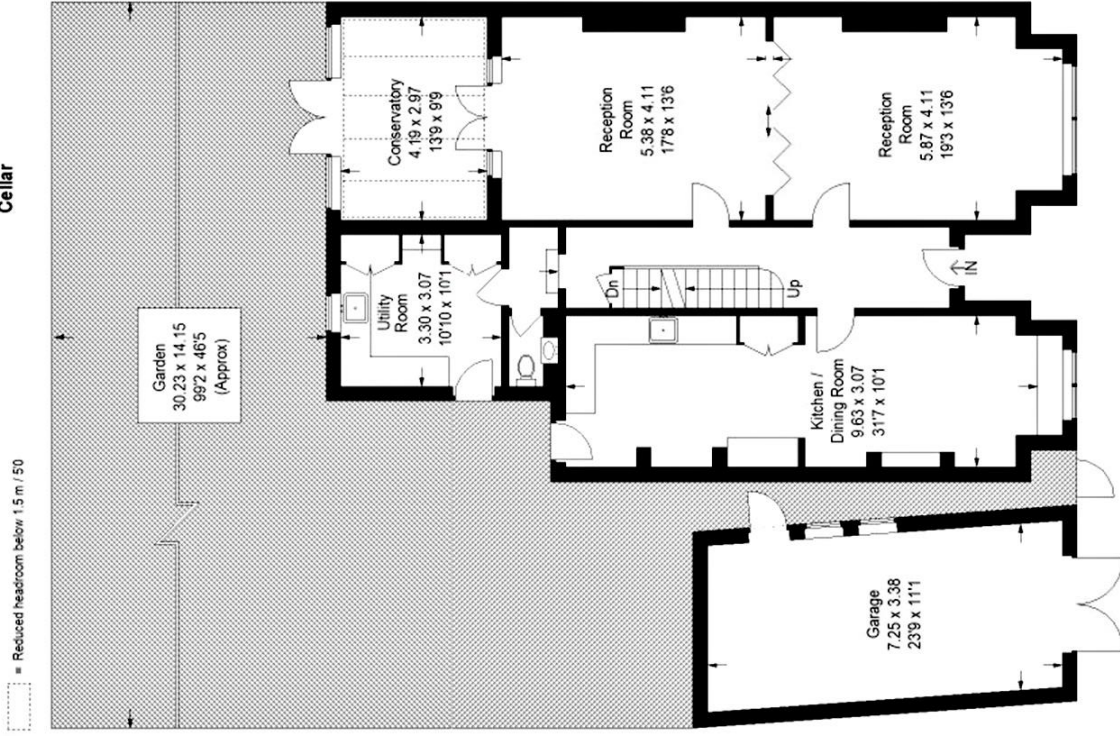 Cellar
= Reduced headroom below 1.5 m / 5'0
Garden
30.23 x 14.15
99'2 x 46'5
(Approx)
Conservatory
4.19 x 2.97
13'9 x 9'9
Reception
Room
5.38 x 4.11
17'8 x 13'6
Reception
Room
5.87 x 4.11
19'3 x 13'6
Utility
Room
3.30 x 3.07
10'10 x 10'1
Dn
Up
IN
Kitchen /
Dining Room
9.63 x 3.07
31'7 x 10'1
Garage
7.25 x 3.38
23'9 x 11'1